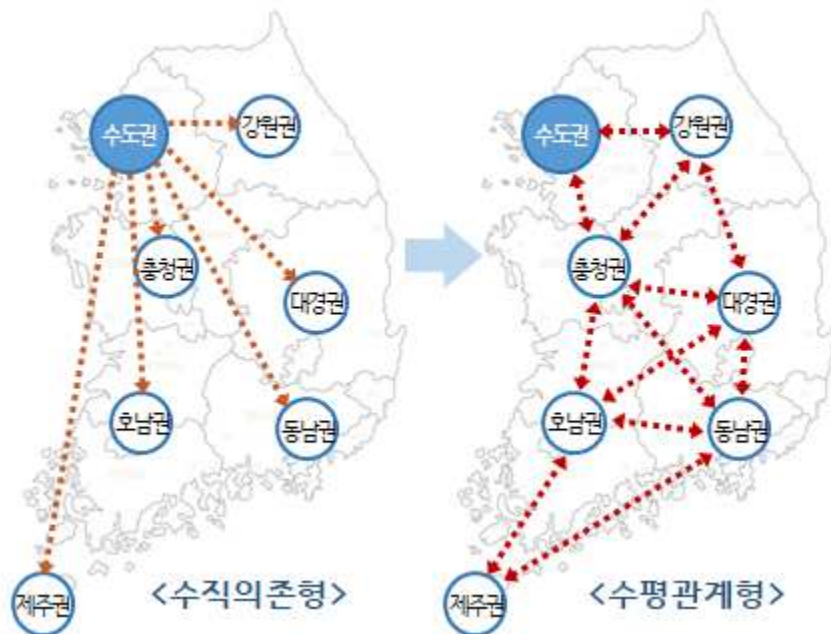 수도권
강원권
충청권
대경권
호남권
동남권
제주권
<수직의존형>
수도권
강원권
충청권
대경권
호남권
동남권
제주권
<수평관계형>